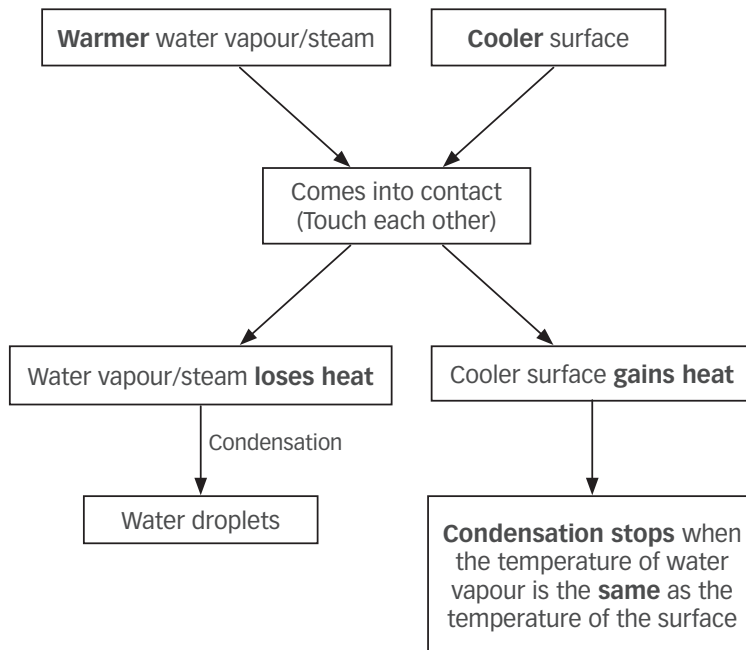 Warmer water vapour/steam
Cooler surface
Comes into contact
(Touch each other)
Water vapour/steam loses heat
Cooler surface gains heat
Condensation
Water droplets
Condensation stops when
the temperature of water
vapour is the same as the
temperature of the surface